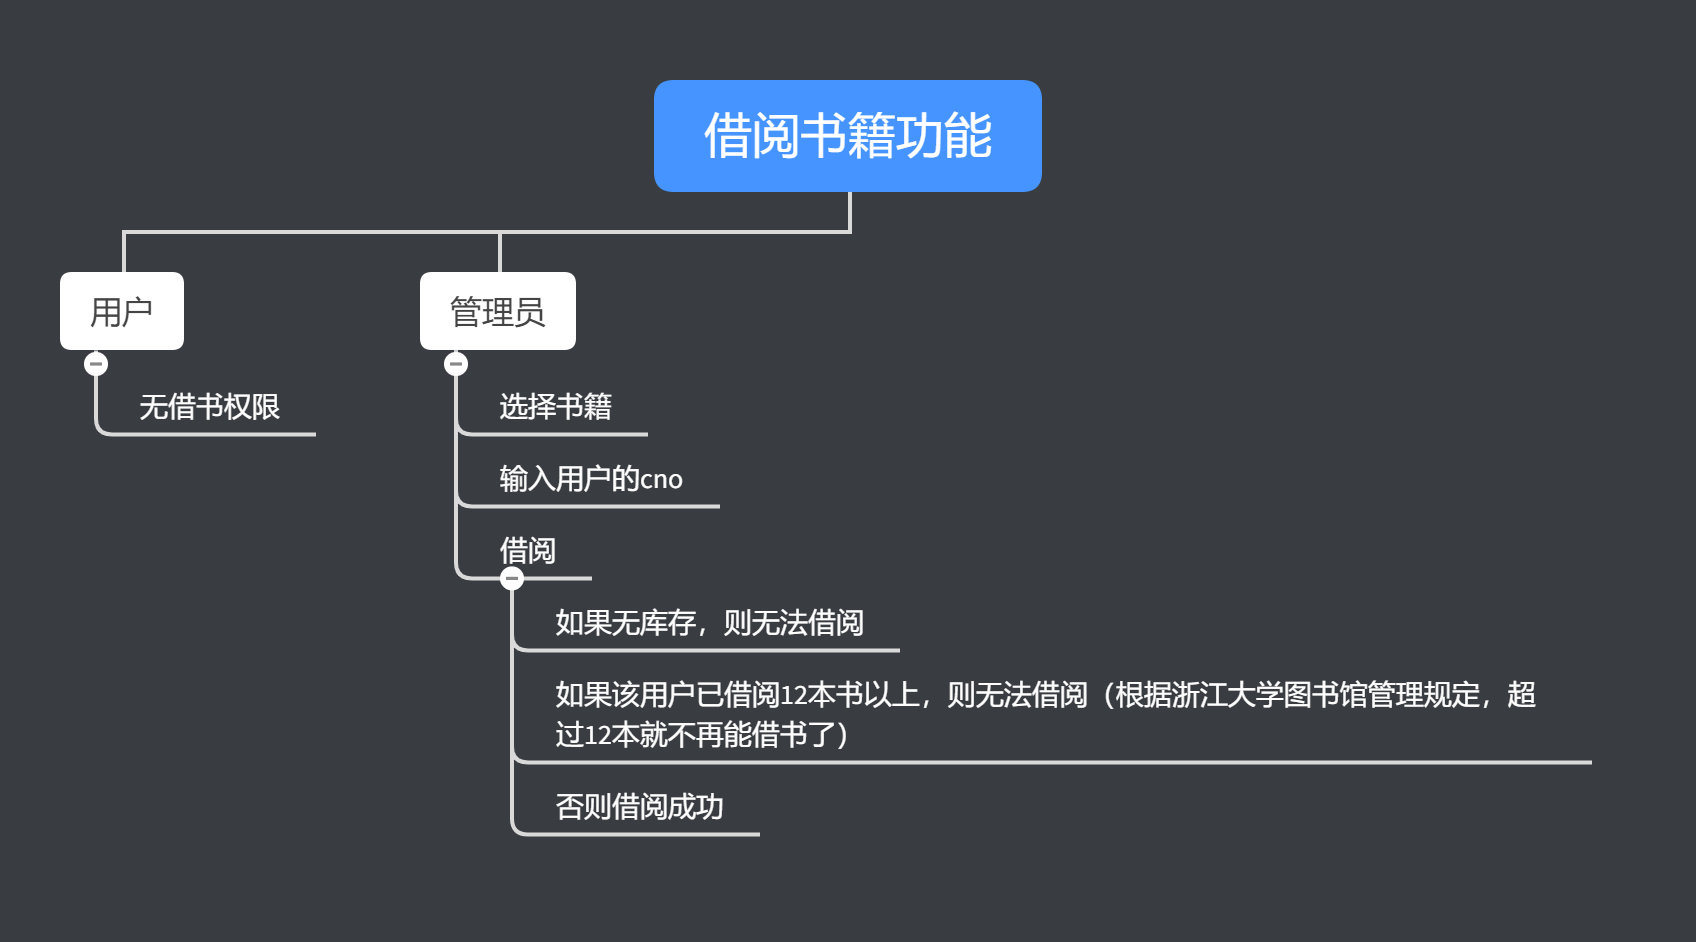 借阅书籍功能
用户
管理员
无借书权限
选择书籍
输入用户的cno
借阅
如果无库存，则无法借阅
如果该用户已借阅12本书以上，则无法借阅（根据浙江大学图书馆管理规定，超
过12本就不再能借书了）
否则借阅成功